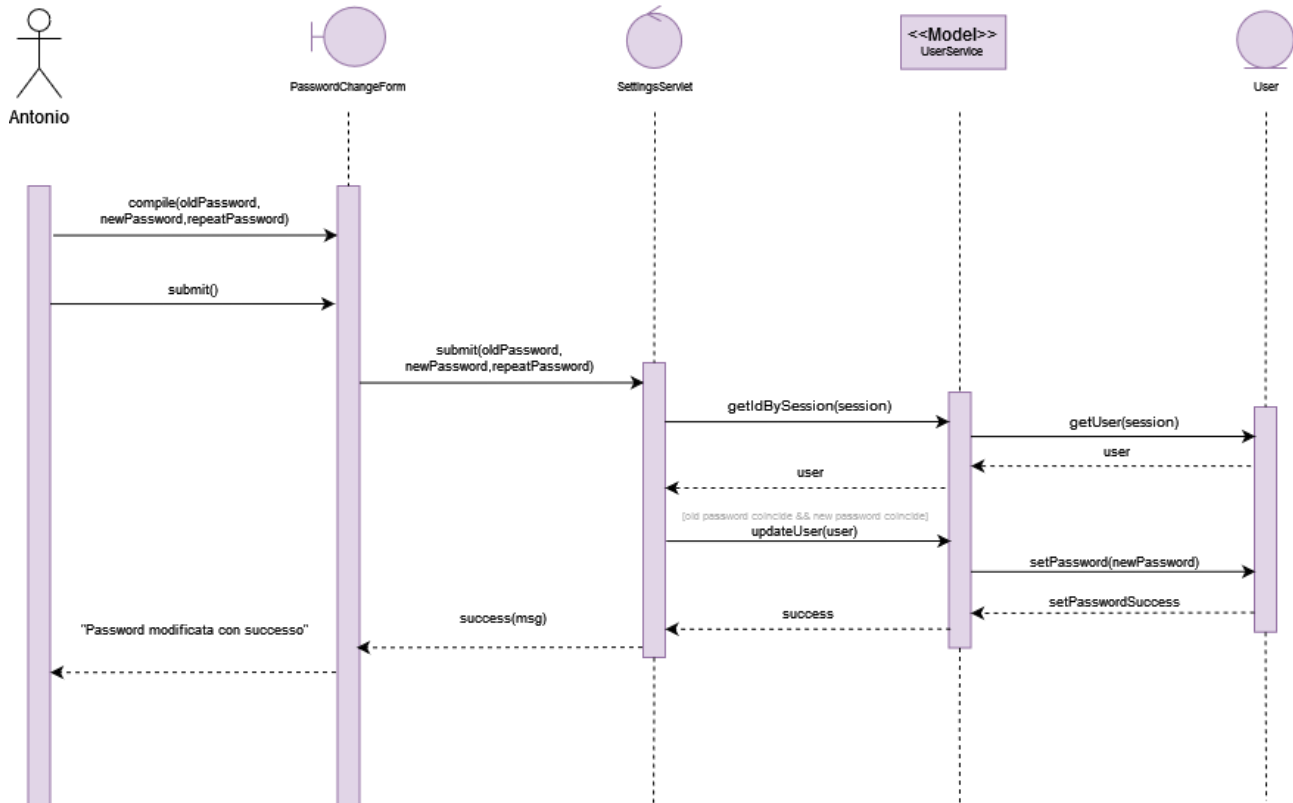 <<Model>>
UserService
PasswordChangeForm
SettingsServlet
User
Antonio
compile(oldPassword,
newPassword,repeatPassword)
submit()
submit(oldPassword,
newPassword,repeatPassword)
getIdBySession(session)
getUser(session)
user
user
[old password coincide && new password coincide]
updateUser(user)
setPassword(newPassword)
setPasswordSuccess
success
success(msg)
"Password modificata con successo"